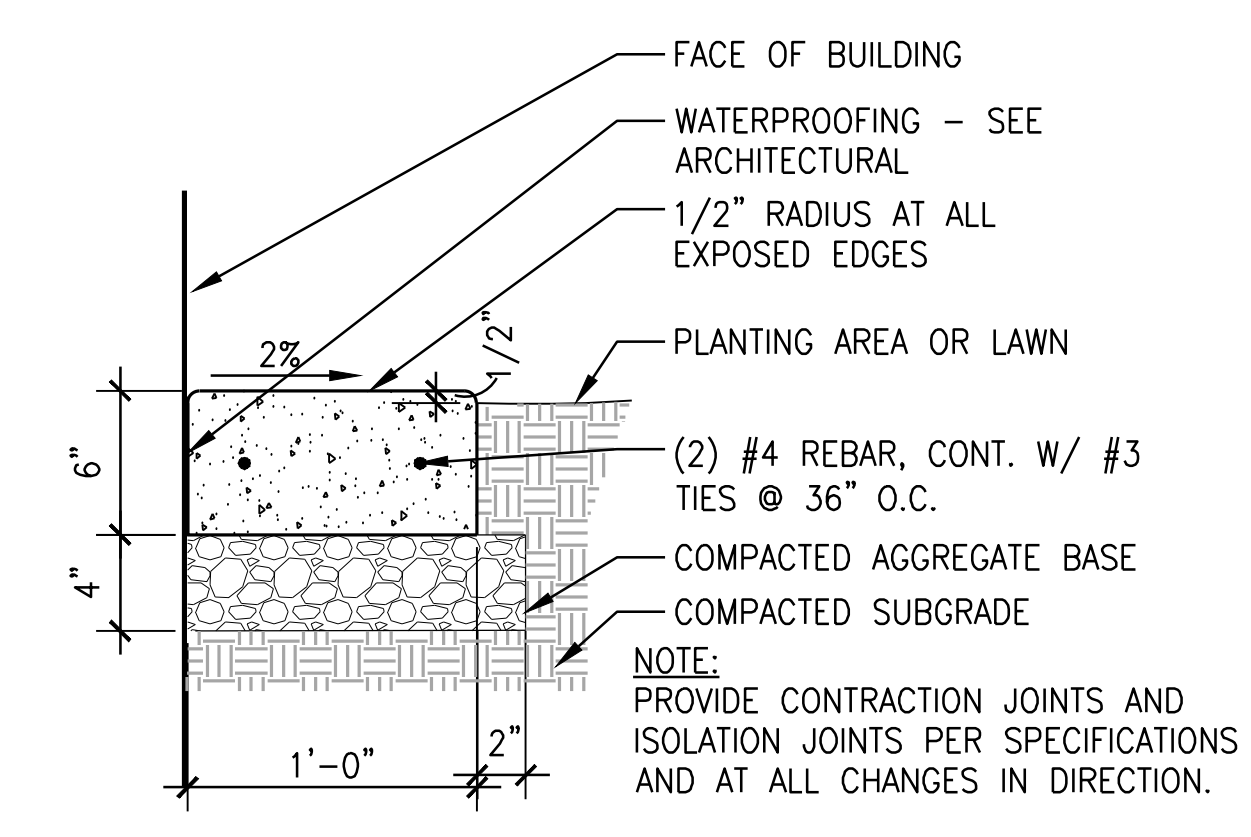 FACE OF BUILDING
WATERPROOFING – SEE
ARCHITECTURAL
1/2" RADIUS AT ALL
EXPOSED EDGES
1/2"
2%
PLANTING AREA OR LAWN
6"
(2) #4 REBAR, CONT. W/ #3
TIES @ 36" O.C.
COMPACTED AGGREGATE BASE
4"
COMPACTED SUBGRADE
NOTE:
PROVIDE CONTRACTION JOINTS AND
ISOLATION JOINTS PER SPECIFICATIONS
AND AT ALL CHANGES IN DIRECTION.
2"
1'–0"